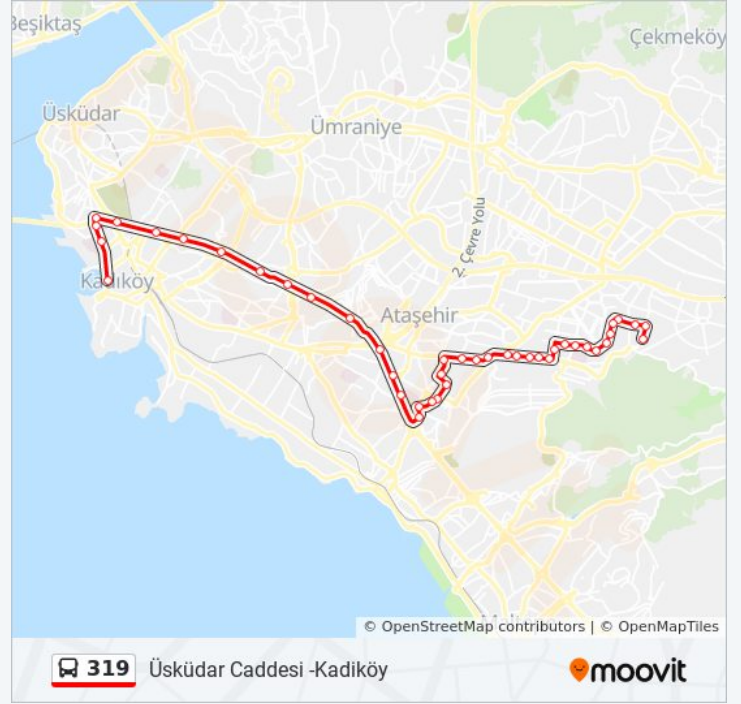 Beşiktaş
Çekmeköy
Üsküdar
Ümraniye
2. Çevre Yolu
Kadıköy
Ataşehir
© OpenStreetMap contributors | © OpenMapTiles
319 Üsküdar Caddesi -Kadiköy
moovit